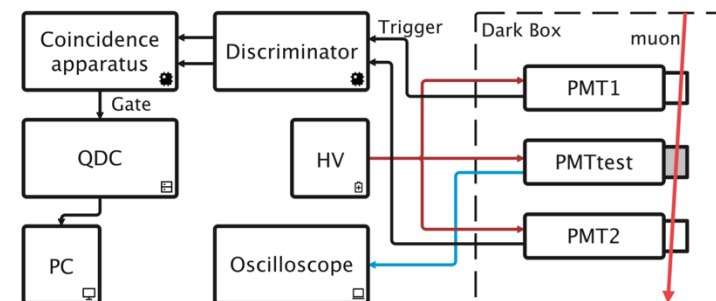 Coincidence
apparatus
Discriminator
Trigger
Dark Box
muon
PMT1
Gate
QDC
HV
PMTtest
PMT2
PC
Oscilloscope